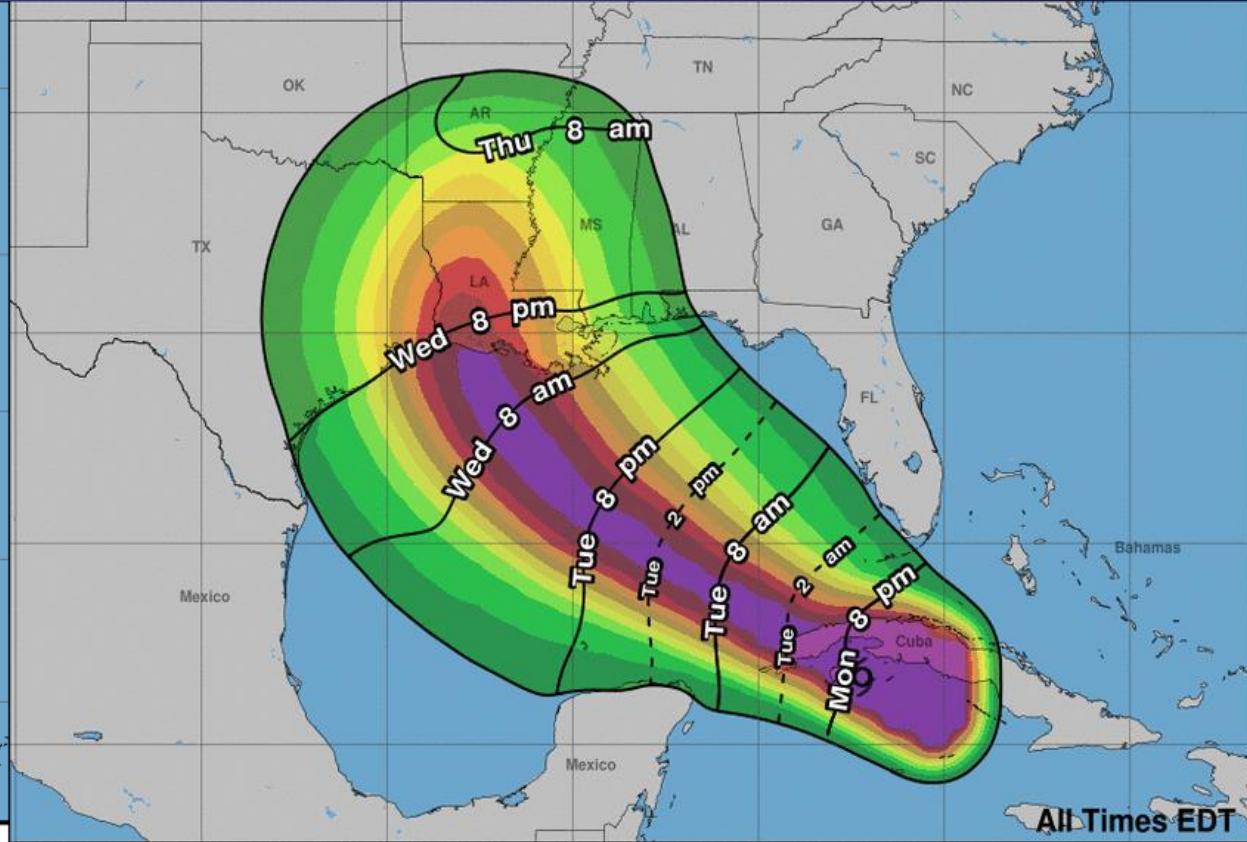 TN
OK
NC
AR
Thu 8 am
SC
MS
AL
GA
TX
LA
Wed 8 pm
Wed 8 am
FL
Tue 8 pm
Tue 2 pm
Tue 8 am
Tue 2 am
Bahamas
Mexico
Mon 8 pm
Cuba
Mexico
All Times EDT